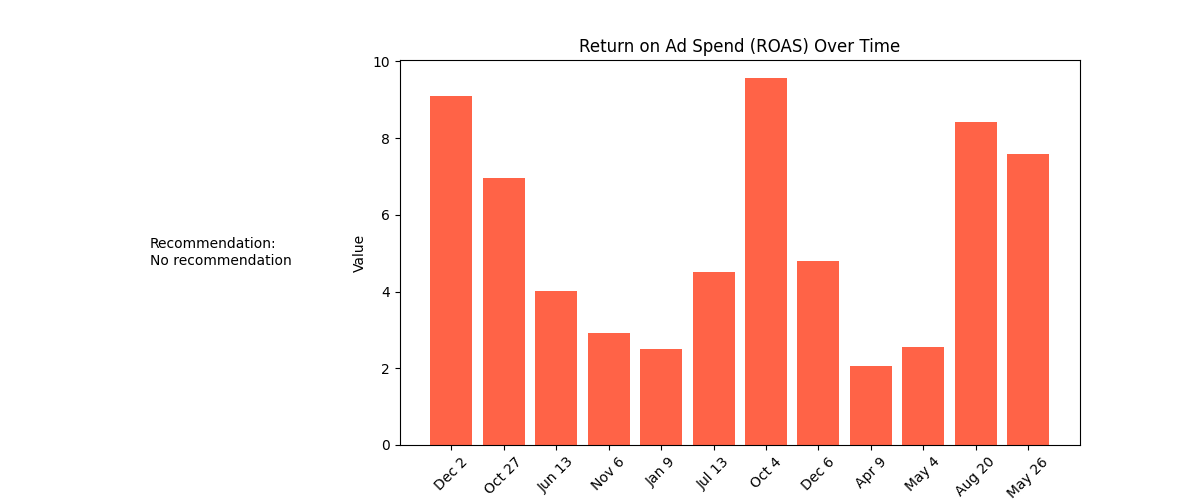 Return on Ad Spend (ROAS) Over Time
Recommendation:
No recommendation
Value
10
8
6
4
2
0
Dec 2
Oct 27
Jun 13
Nov 6
Jan 9
Jul 13
Oct 4
Dec 6
Apr 9
May 4
Aug 20
May 26